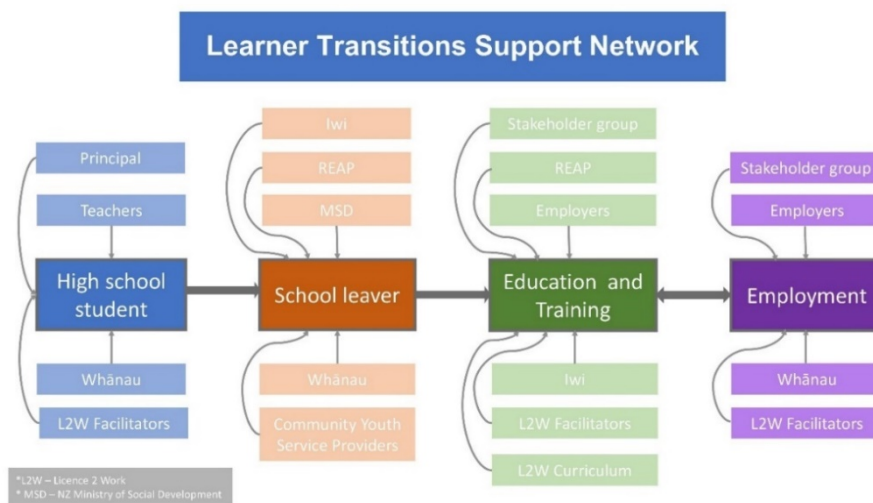 Learner Transitions Support Network
Iwi
Stakeholder group
Principal
REAP
REAP
Stakeholder group
Teachers
MSD
Employers
Employers
High school
student
School leaver
Education and
Training
Employment
Whānau
Whānau
Iwi
Whānau
L2W Facilitators
Community Youth
Service Providers
L2W Facilitators
L2W Facilitators
L2W Curriculum
*L2W – Licence 2 Work
* MSD – NZ Ministry of Social Development